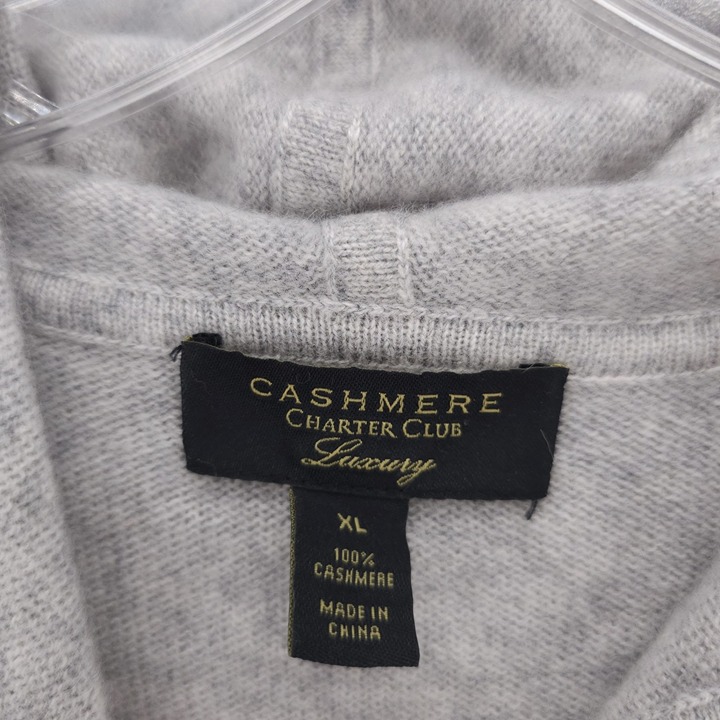 CASHMERE
CHARTER CLUB
Luxury
XL
100%
CASHMERE
MADE IN
CHINA